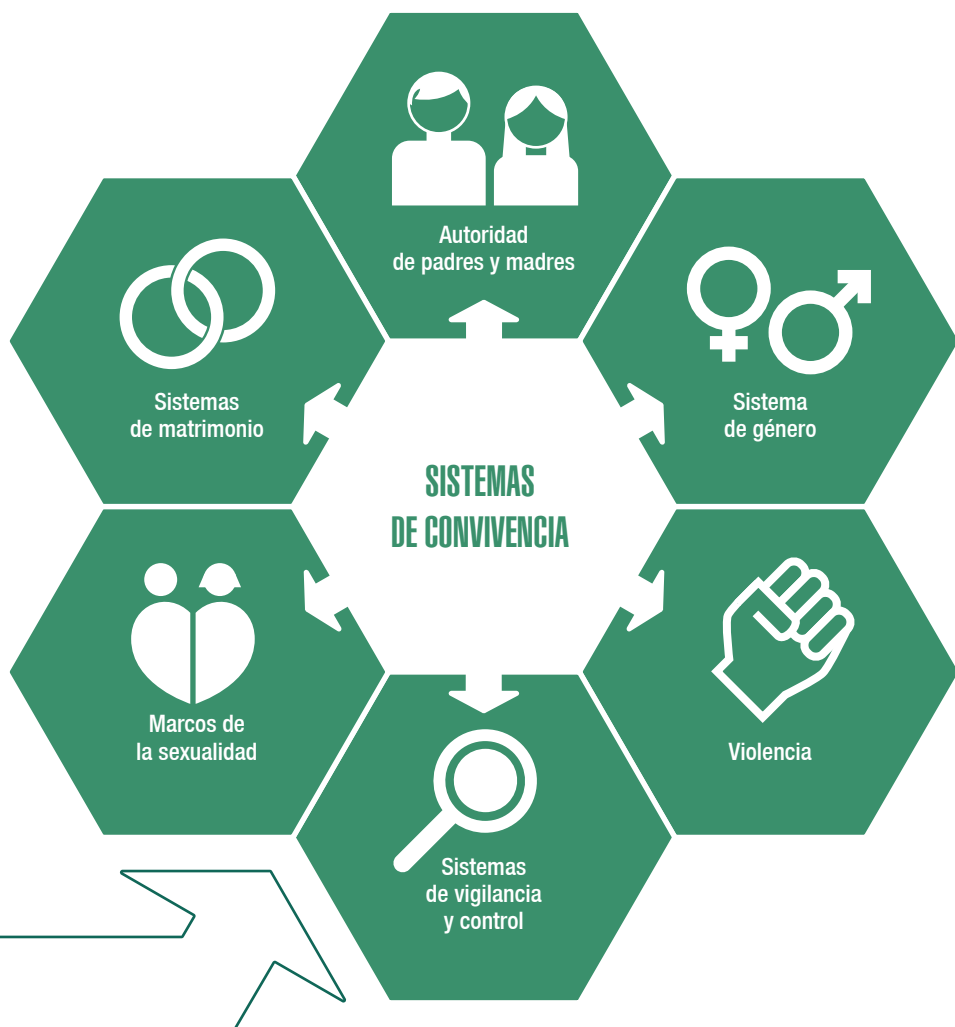 Autoridad
de padres y madres
Sistemas
de matrimonio
Sistema
de género
SISTEMAS
DE CONVIVENCIA
Marcos de
la sexualidad
Violencia
Sistemas
de vigilancia
y control